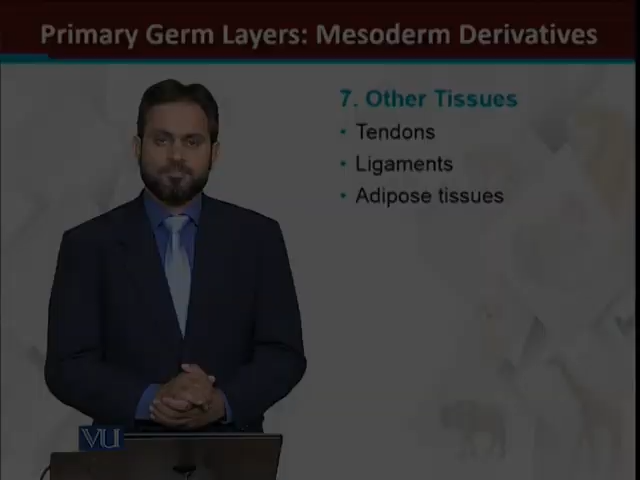 Primary Germ Layers: Mesoderm Derivatives
7. Other Tissues
• Tendons
• Ligaments
• Adipose tissues
VU